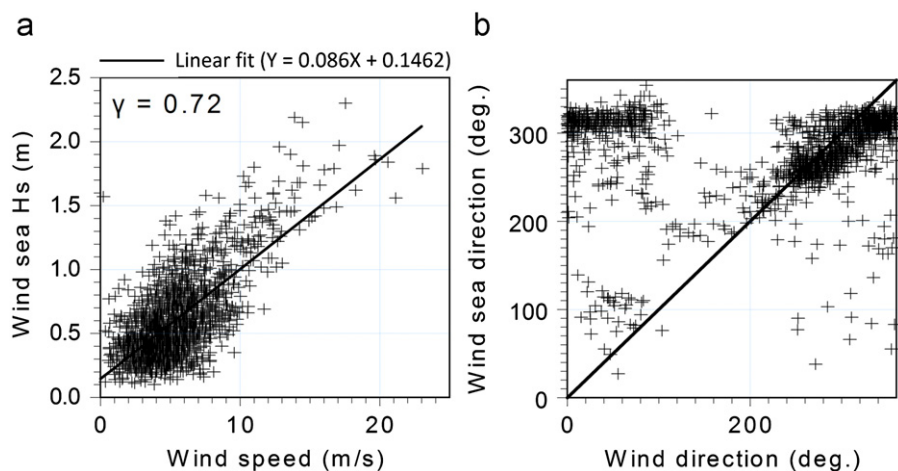 a
Linear fit (Y = 0.086X + 0.1462)
γ = 0.72
2.5
2.0
1.5
1.0
0.5
0.0
Wind sea Hs (m)
0 10 20
Wind speed (m/s)
b
300
200
100
0
Wind sea direction (deg.)
0 200
Wind direction (deg.)